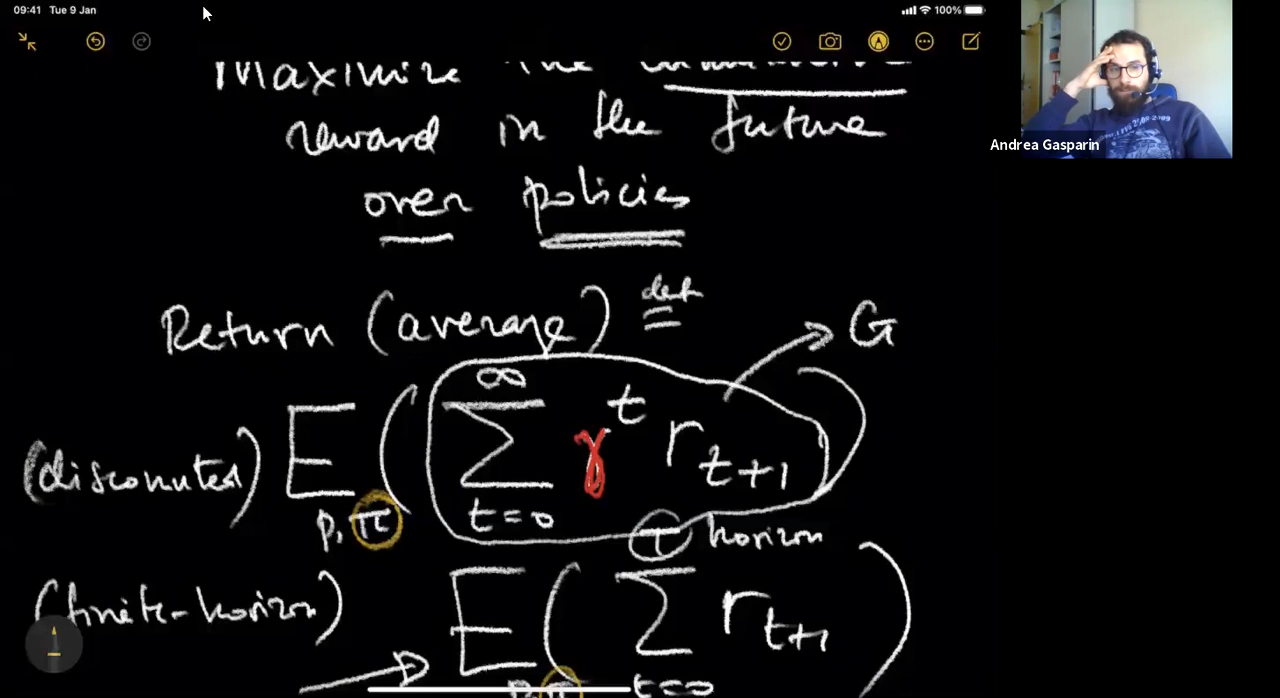 09:41 Tue 9 Jan
100%
Maximize the
reward in the future
over policies
Return (average) def =
→ G
(discounted) E p, π ( ∑ t=0 ∞ γ^t r t+1 )
(finite-horizon) → E p, π ( ∑ t=0 T r t+1 )
horizon
Andrea Gasparin